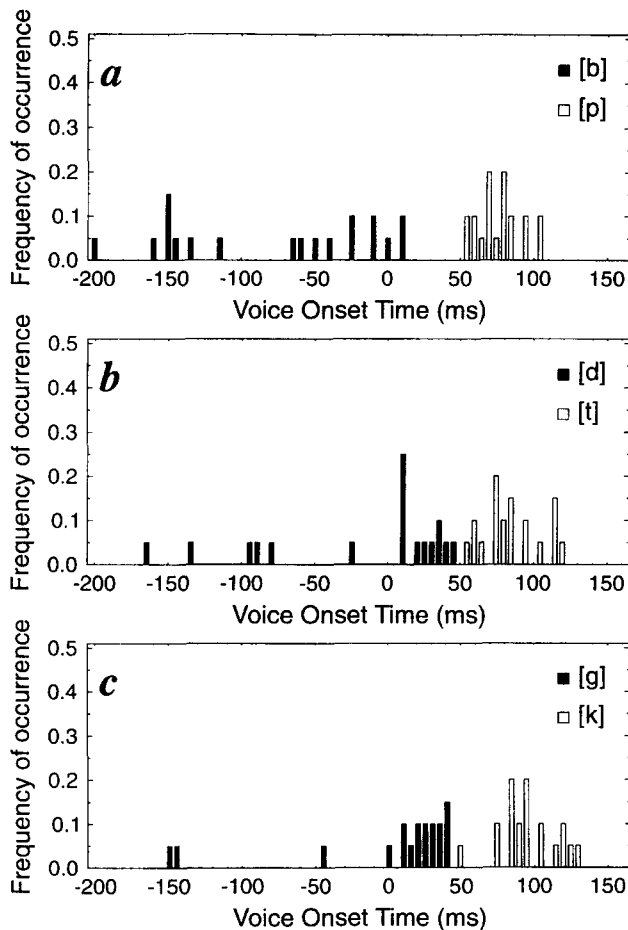 0.5
a
[b]
0.4
[p]
0.3
0.2
0.1
0.0
Frequency of occurrence
-200 -150 -100 -50 0 50 100 150
Voice Onset Time (ms)
0.5
b
[d]
0.4
[t]
0.3
0.2
0.1
0.0
Frequency of occurrence
-200 -150 -100 -50 0 50 100 150
Voice Onset Time (ms)
0.5
c
[g]
0.4
[k]
0.3
0.2
0.1
0.0
Frequency of occurrence
-200 -150 -100 -50 0 50 100 150
Voice Onset Time (ms)